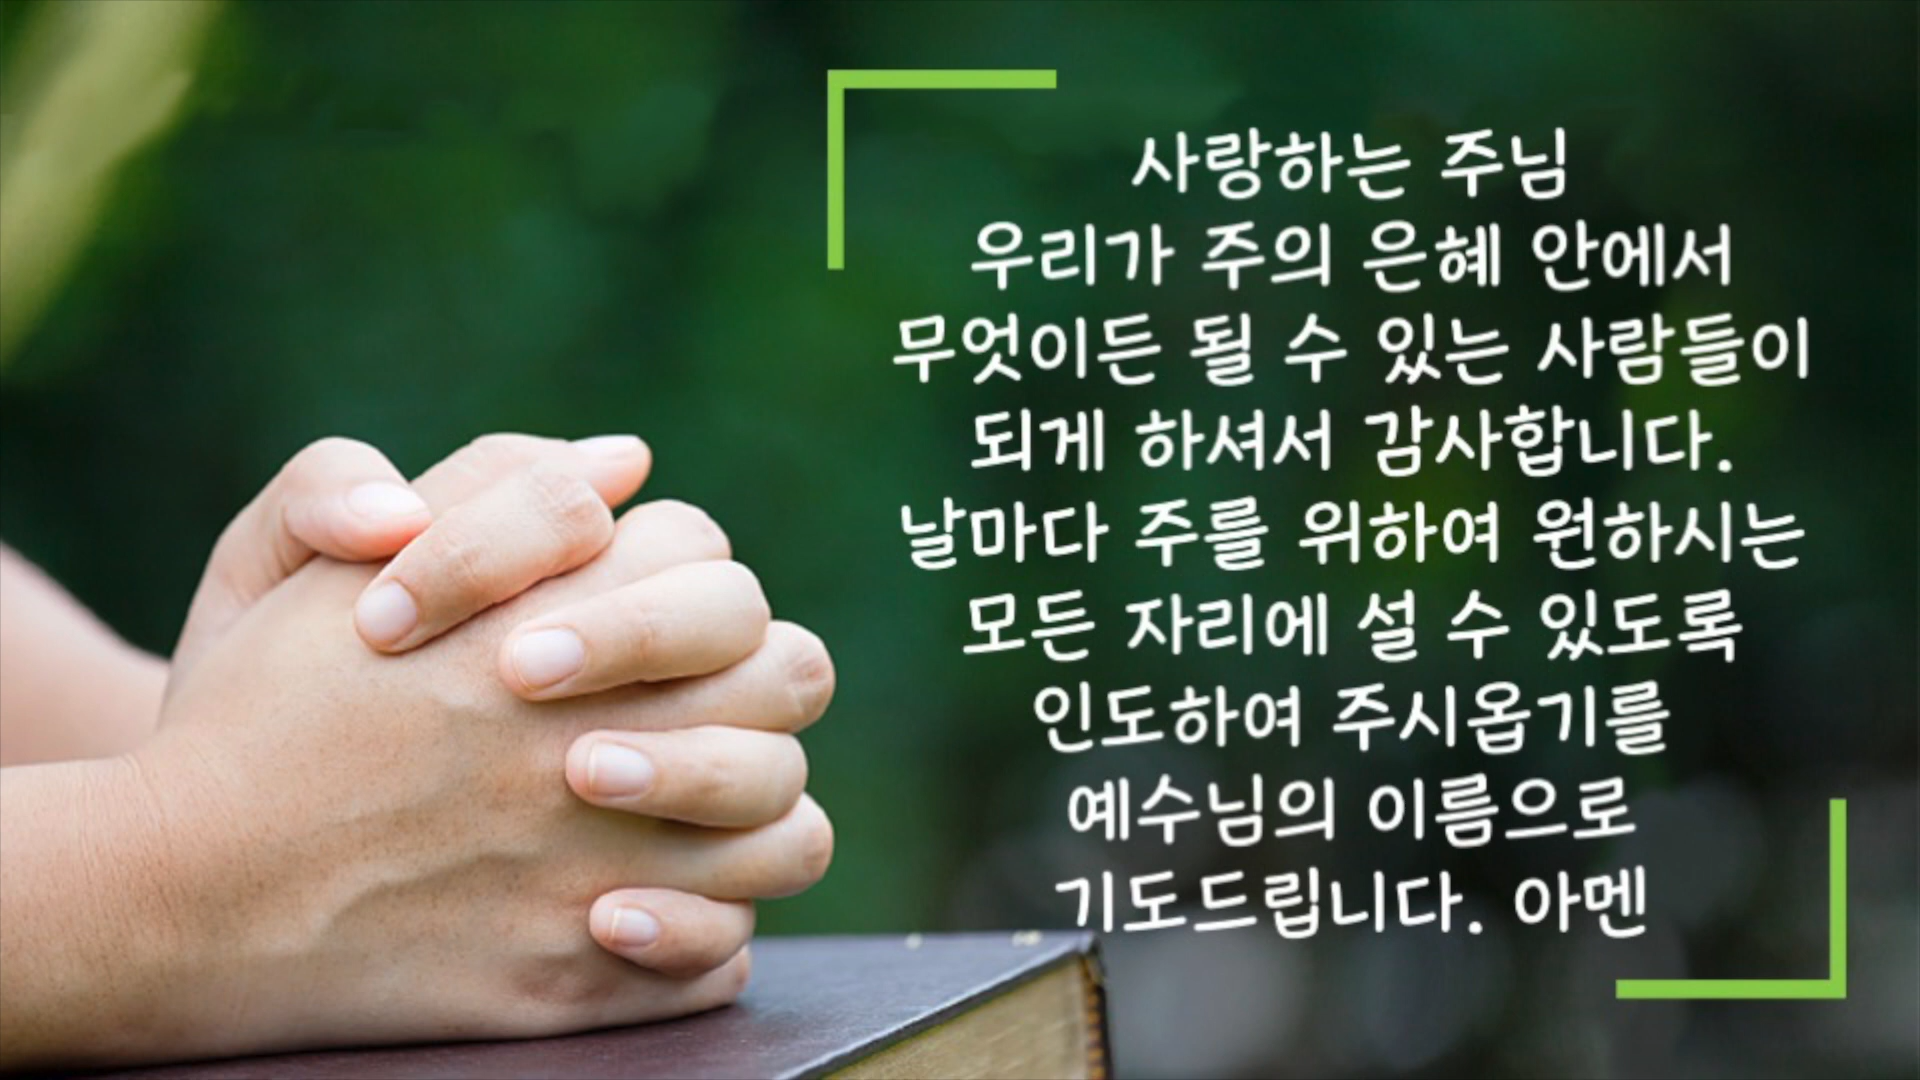 사랑하는 주님
우리가 주의 은혜 안에서
무엇이든 될 수 있는 사람들이
되게 하셔서 감사합니다.
날마다 주를 위하여 원하시는
모든 자리에 설 수 있도록
인도하여 주시옵기를
예수님의 이름으로
기도드립니다. 아멘